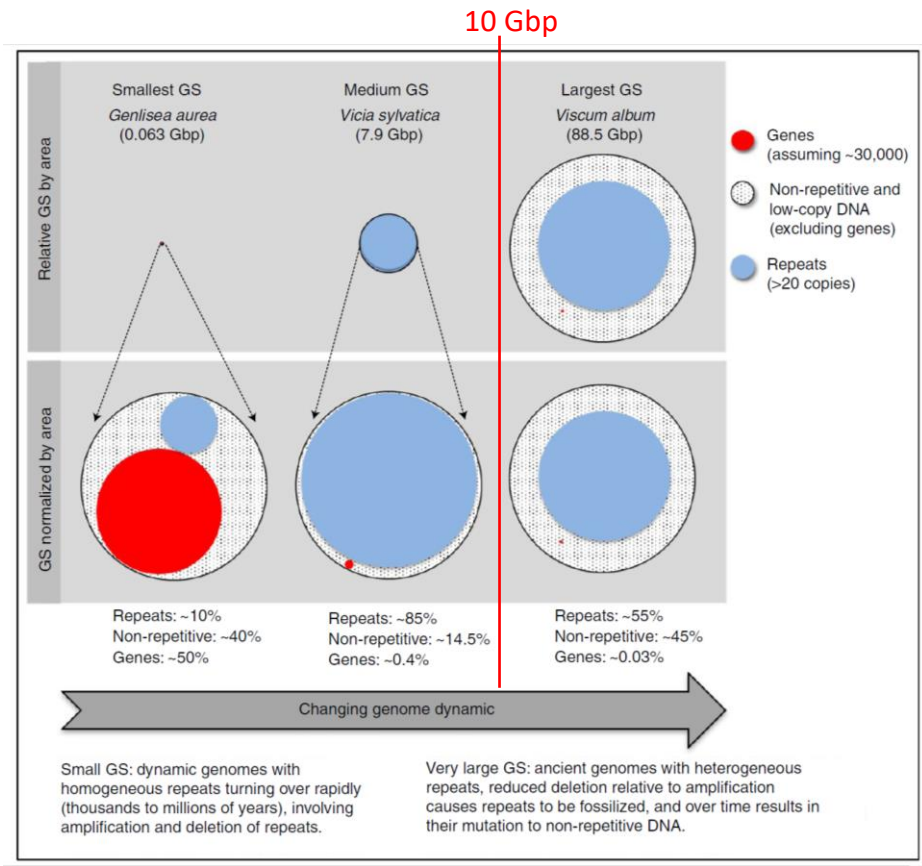 10 Gbp
Smallest GS
Genlisea aurea
(0.063 Gbp)
Medium GS
Vicia sylvatica
(7.9 Gbp)
Largest GS
Viscum album
(88.5 Gbp)
Relative GS by area
Genes
(assuming ~30,000)
Non-repetitive and
low-copy DNA
(excluding genes)
Repeats
(>20 copies)
GS normalized by area
Repeats: ~10%
Non-repetitive: ~40%
Genes: ~50%
Repeats: ~85%
Non-repetitive: ~14.5%
Genes: ~0.4%
Repeats: ~55%
Non-repetitive: ~45%
Genes: ~0.03%
Changing genome dynamic
Small GS: dynamic genomes with
homogeneous repeats turning over rapidly
(thousands to millions of years), involving
amplification and deletion of repeats.
Very large GS: ancient genomes with heterogeneous
repeats, reduced deletion relative to amplification
causes repeats to be fossilized, and over time results in
their mutation to non-repetitive DNA.